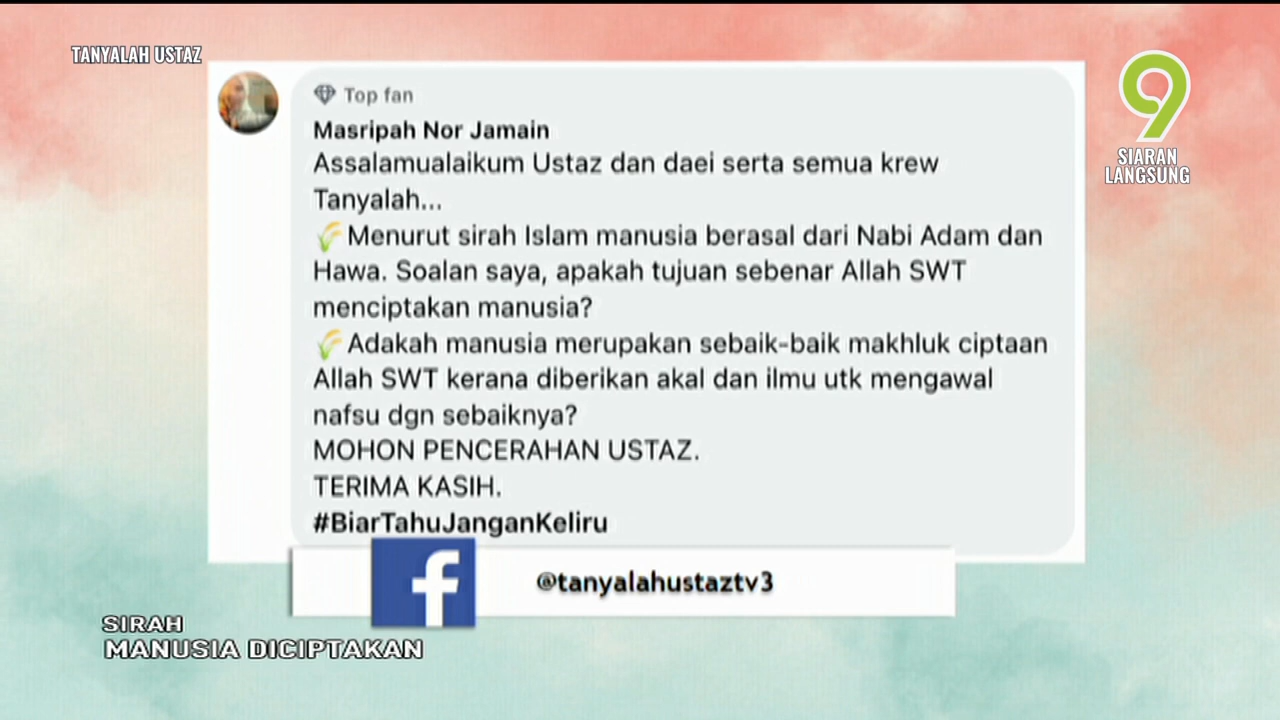 TANYALAH USTAZ
9
SIARAN
LANGSUNG
Top fan
Masripah Nor Jamain
Assalamualaikum Ustaz dan daei serta semua krew
Tanyalah...
🌾Menurut sirah Islam manusia berasal dari Nabi Adam dan
Hawa. Soalan saya, apakah tujuan sebenar Allah SWT
menciptakan manusia?
🌾Adakah manusia merupakan sebaik-baik makhluk ciptaan
Allah SWT kerana diberikan akal dan ilmu utk mengawal
nafsu dgn sebaiknya?
MOHON PENCERAHAN USTAZ.
TERIMA KASIH.
#BiarTahuJanganKeliru
f
@tanyalahustaztv3
SIRAH
MANUSIA DICIPTAKAN